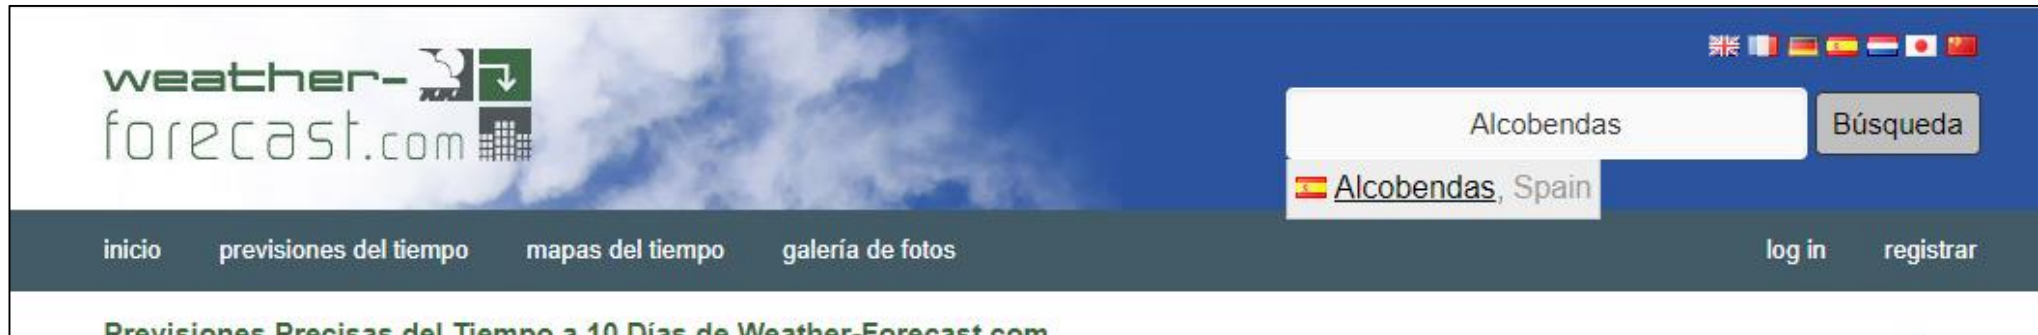 weather-
forecast.com
Alcobendas
Búsqueda
Alcobendas, Spain
inicio previsiones del tiempo mapas del tiempo galería de fotos log in registrar
Previsiones Precisas del Tiempo a 10 Días de Weather-Forecast.com